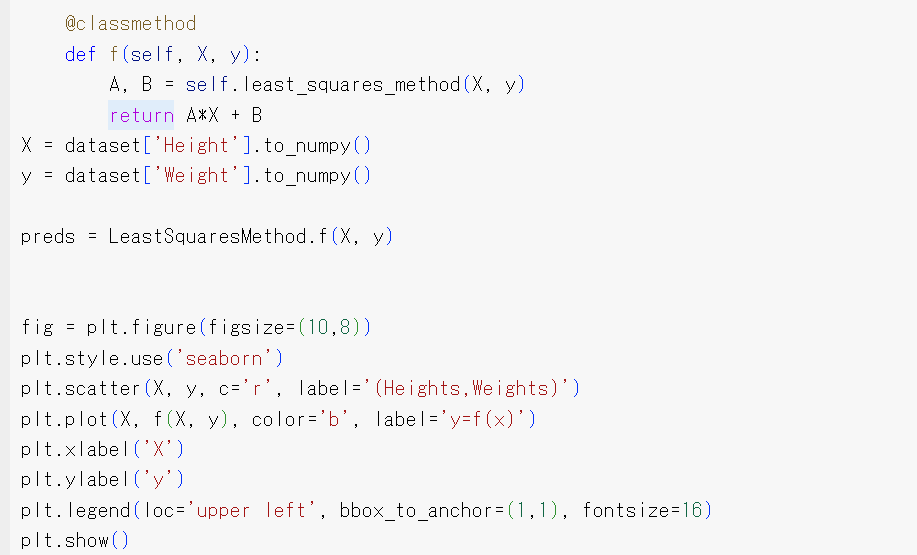 @classmethod
def f(self, X, y):
A, B = self.least_squares_method(X, y)
return A*X + B
X = dataset['Height'].to_numpy()
y = dataset['Weight'].to_numpy()
preds = LeastSquaresMethod.f(X, y)
fig = plt.figure(figsize=(10,8))
plt.style.use('seaborn')
plt.scatter(X, y, c='r', label='(Heights,Weights)')
plt.plot(X, f(X, y), color='b', label='y=f(x)')
plt.xlabel('X')
plt.ylabel('y')
plt.legend(loc='upper left', bbox_to_anchor=(1,1), fontsize=16)
plt.show()